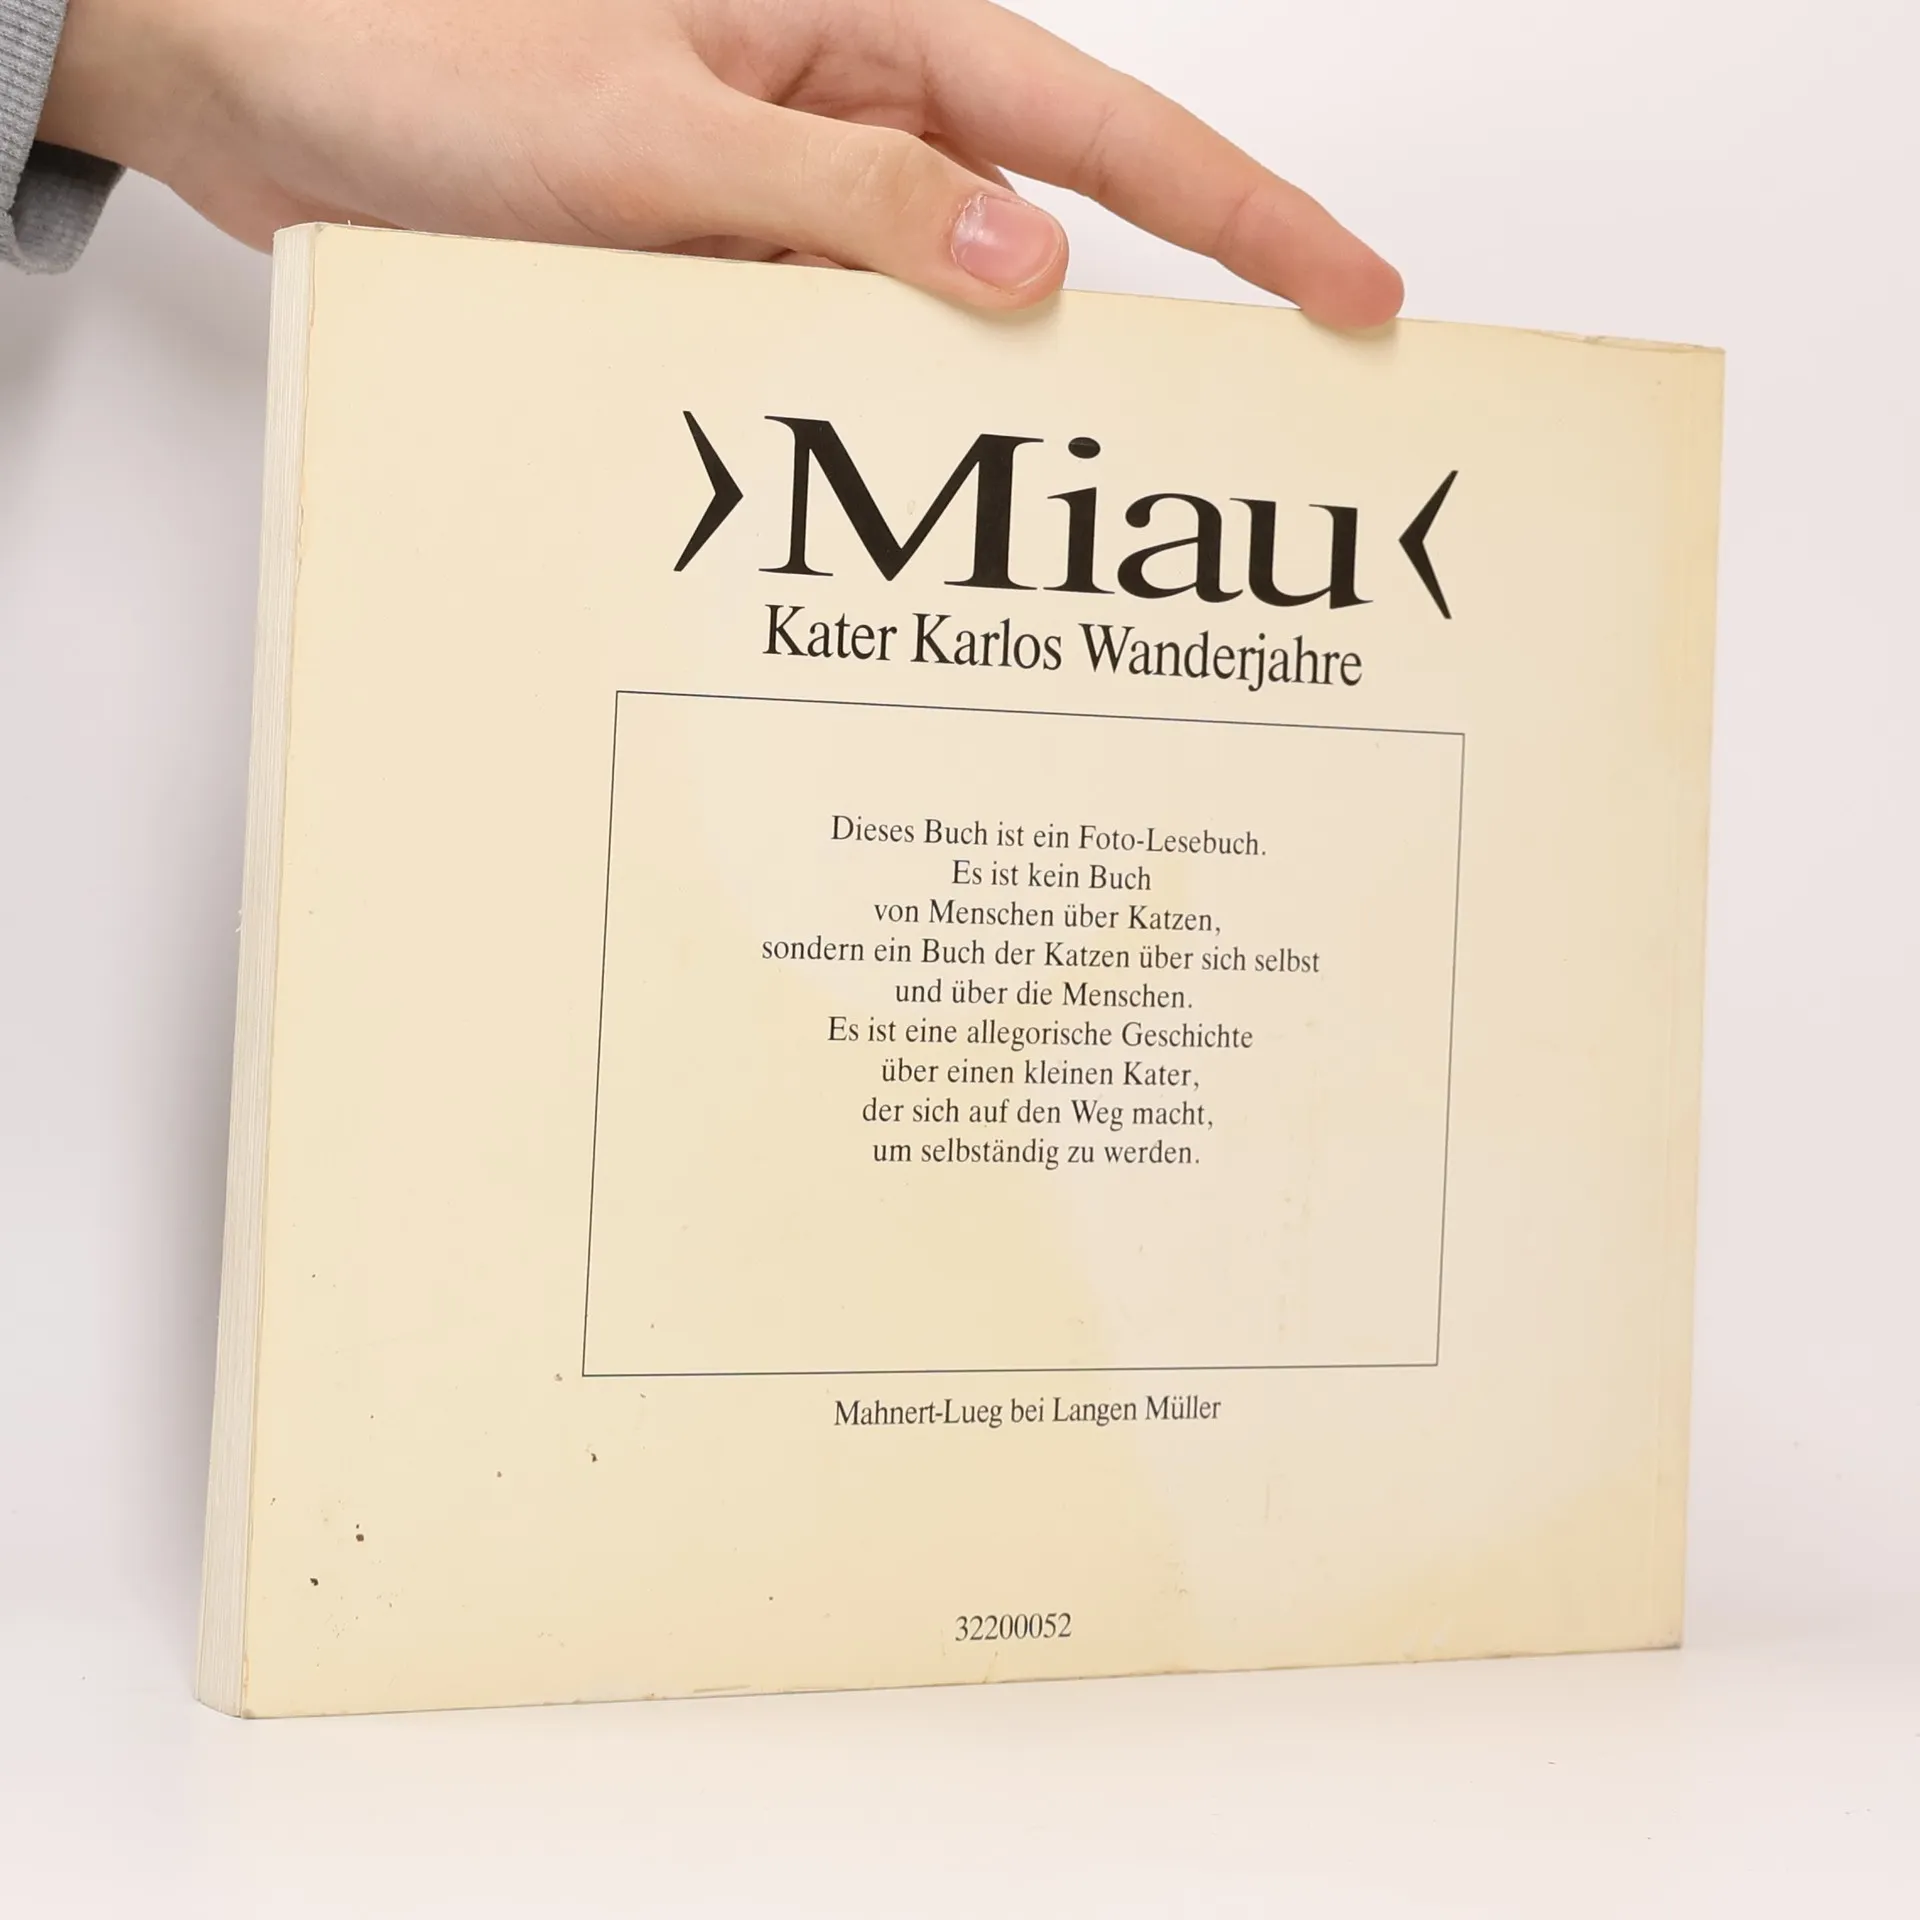 ›Miau‹
Kater Karlos Wanderjahre
Dieses Buch ist ein Foto-Lesebuch.
Es ist kein Buch
von Menschen über Katzen,
sondern ein Buch der Katzen über sich selbst
und über die Menschen.
Es ist eine allegorische Geschichte
über einen kleinen Kater,
der sich auf den Weg macht,
um selbständig zu werden.
Mahnert-Lueg bei Langen Müller
32200052